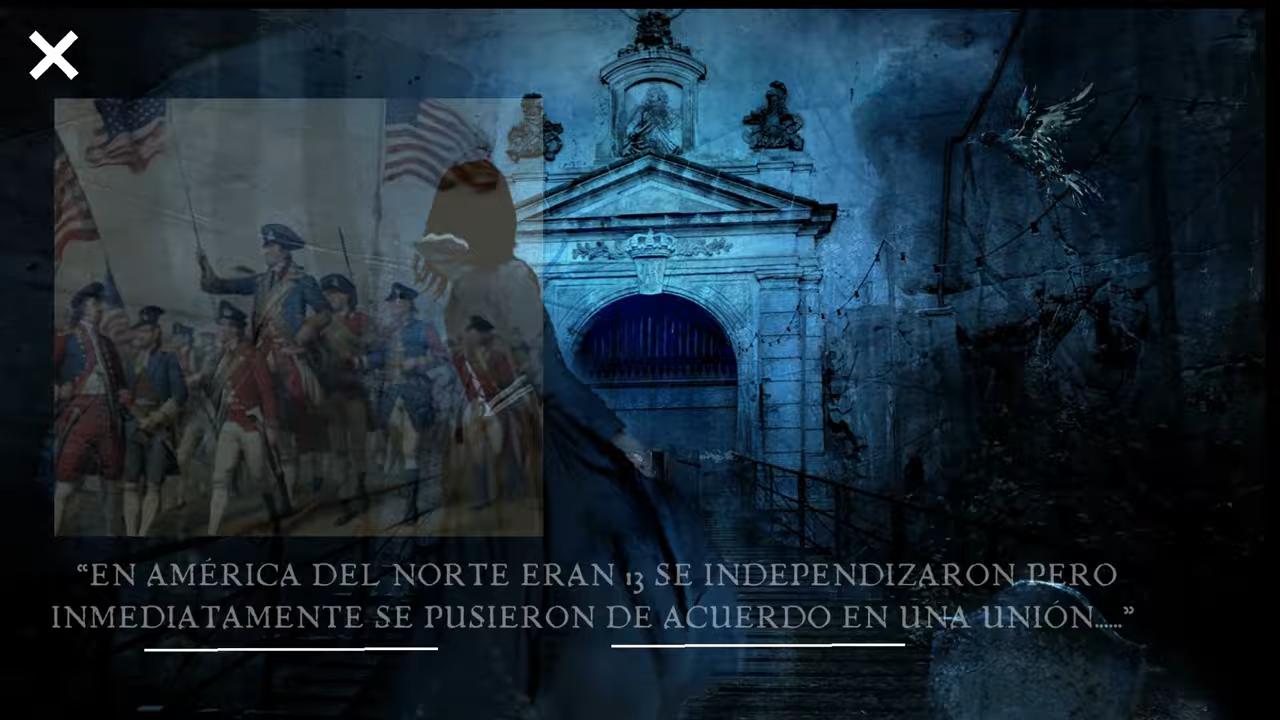 “EN AMÉRICA DEL NORTE ERAN 13 SE INDEPENDIZARON PERO
INMEDIATAMENTE SE PUSIERON DE ACUERDO EN UNA UNIÓN......”